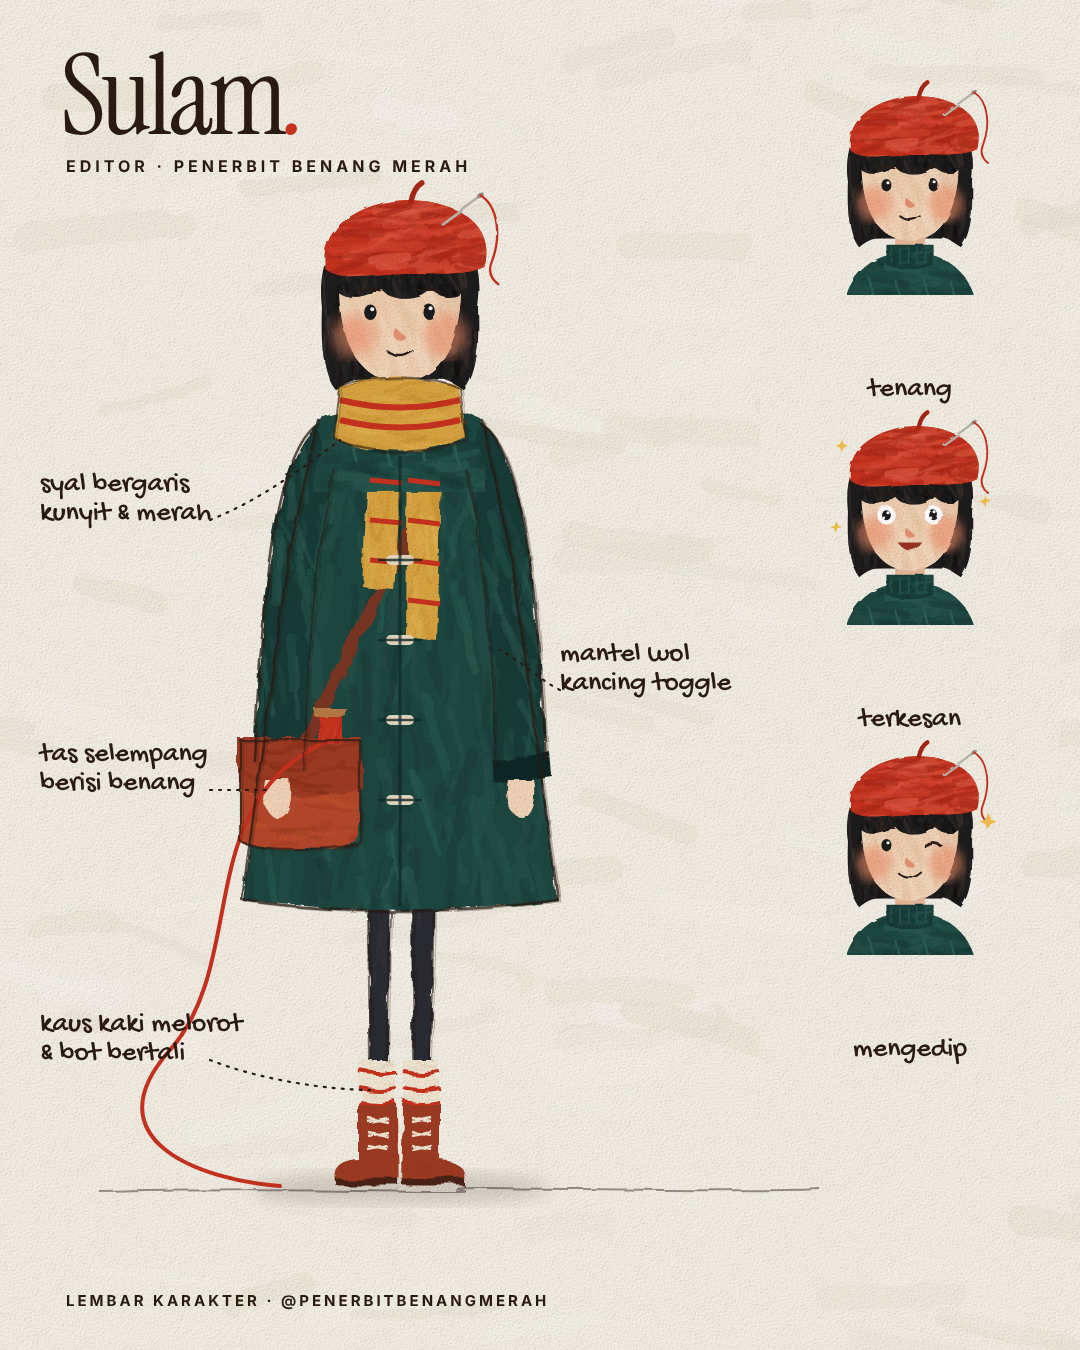 Sulam.
EDITOR · PENERBIT BENANG MERAH
syal bergaris
kunyit & merah
mantel wol
kancing toggle
tas selempang
berisi benang
kaus kaki melorot
& bot bertali
tenang
terkesan
mengedip
LEMBAR KARAKTER · @PENERBITBENANGMERAH